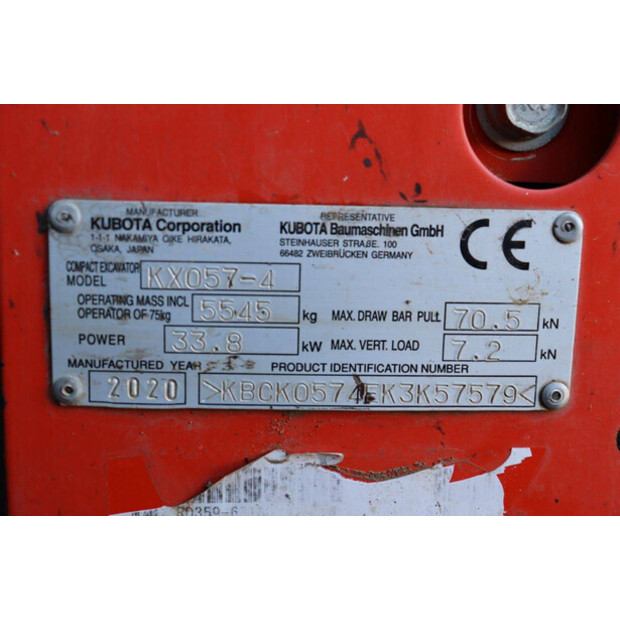 MANUFACTURER
KUBOTA Corporation
1-1-1 NAKAMIYA OIKE HIRAKATA,
OSAKA, JAPAN
REPRESENTATIVE
KUBOTA Baumaschinen GmbH
STEINHAUSER STRAßE, 100
66482 ZWEIBRÜCKEN GERMANY
CE
COMPACT EXCAVATOR
MODEL KX057-4
OPERATING MASS INCL
OPERATOR OF 75kg 5545 kg
MAX. DRAW BAR PULL 70.5 kN
POWER 33.8 kW
MAX. VERT. LOAD 7.2 kN
MANUFACTURED YEAR
2020
PRODUCT IDENTIFICATION NUMBER
>KBCK0574EK3K57579<